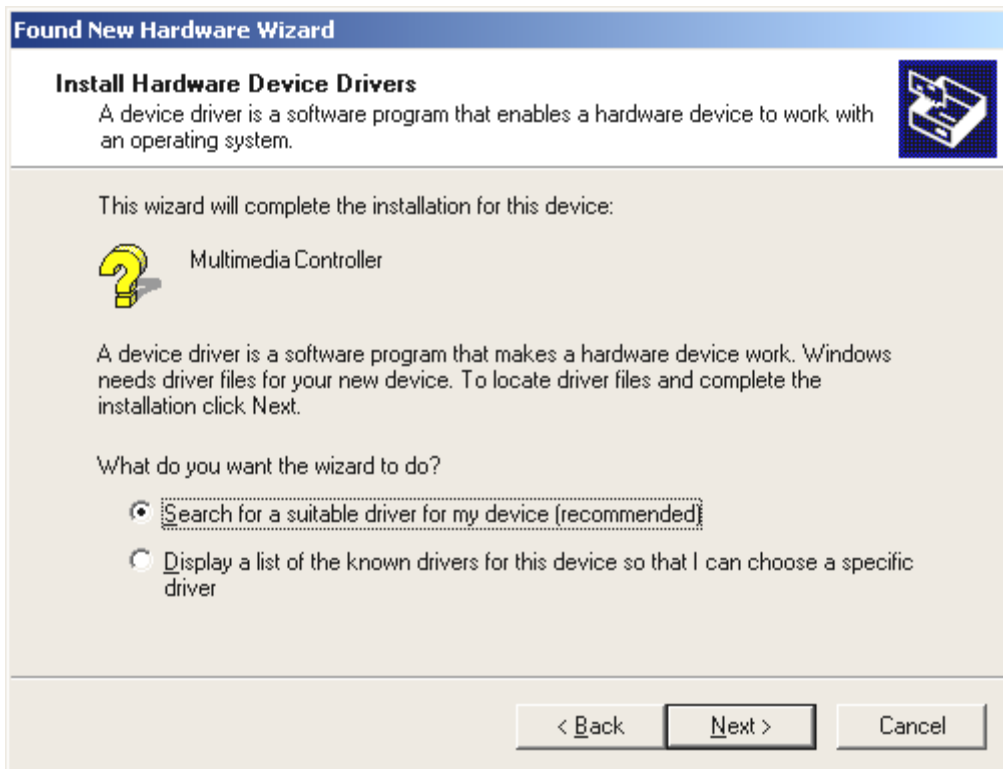 Found New Hardware Wizard
Install Hardware Device Drivers
A device driver is a software program that enables a hardware device to work with
an operating system.
This wizard will complete the installation for this device:
Multimedia Controller
A device driver is a software program that makes a hardware device work. Windows
needs driver files for your new device. To locate driver files and complete the
installation click Next.
What do you want the wizard to do?
Search for a suitable driver for my device (recommended)
Display a list of the known drivers for this device so that I can choose a specific
driver
< Back Next > Cancel